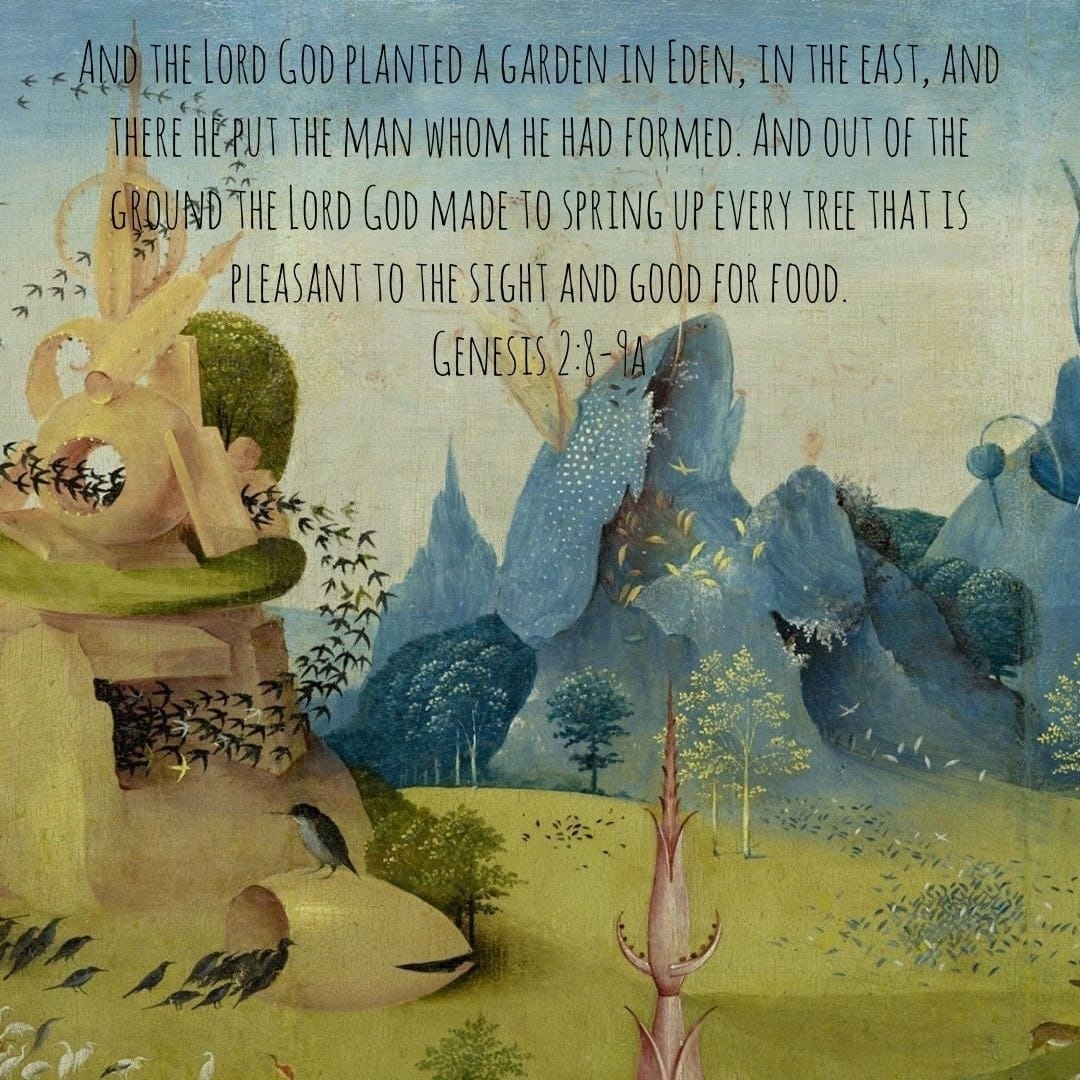 And the Lord God planted a garden in Eden, in the east, and
there he put the man whom he had formed. And out of the
ground the Lord God made to spring up every tree that is
pleasant to the sight and good for food.
Genesis 2:8-9a